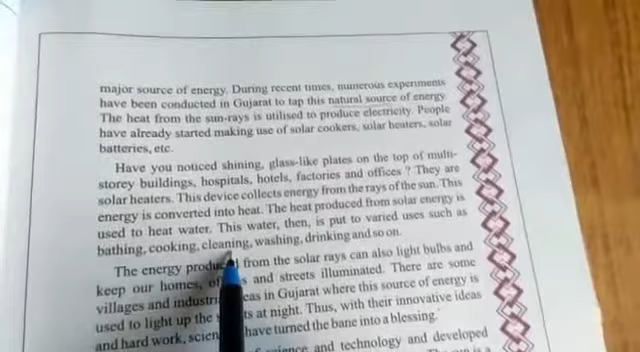 major source of energy. During recent times, numerous experiments
have been conducted in Gujarat to tap this natural source of energy
The heat from the sun-rays is utilised to produce electricity. People
have already started making use of solar cookers, solar heaters, solar
batteries, etc.
Have you noticed shining, glass-like plates on the top of multi-
storey buildings, hospitals, hotels, factories and offices ? They are
solar heaters. This device collects energy from the rays of the sun. This
energy is converted into heat. The heat produced from solar energy is
used to heat water. This water, then, is put to varied uses such as
bathing, cooking, cleaning, washing, drinking and so on.
The energy from the solar rays can also light bulbs and
keep our homes, and streets illuminated. There are some
villages and in Gujarat where this source of energy is
used to light up the at night. Thus, with their innovative ideas
and hard work, have turned the bane into a blessing.
science and technology and developed